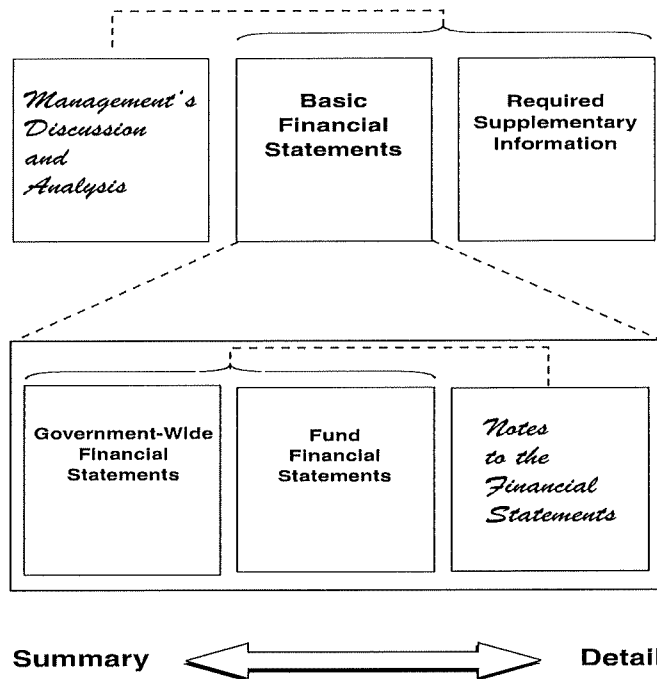 Management's
Discussion
and
Analysis
Basic
Financial
Statements
Required
Supplementary
Information
Government-Wide
Financial
Statements
Fund
Financial
Statements
Notes
to the
Financial
Statements
Summary
Detail